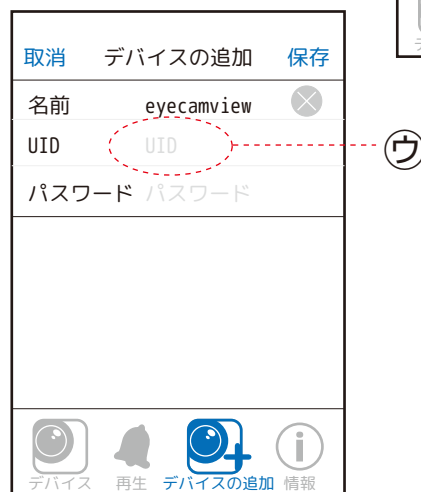 取消 デバイスの追加 保存
名前 eyecamview
UID UID
ウ
パスワード パスワード
デバイス 再生 デバイスの追加 情報